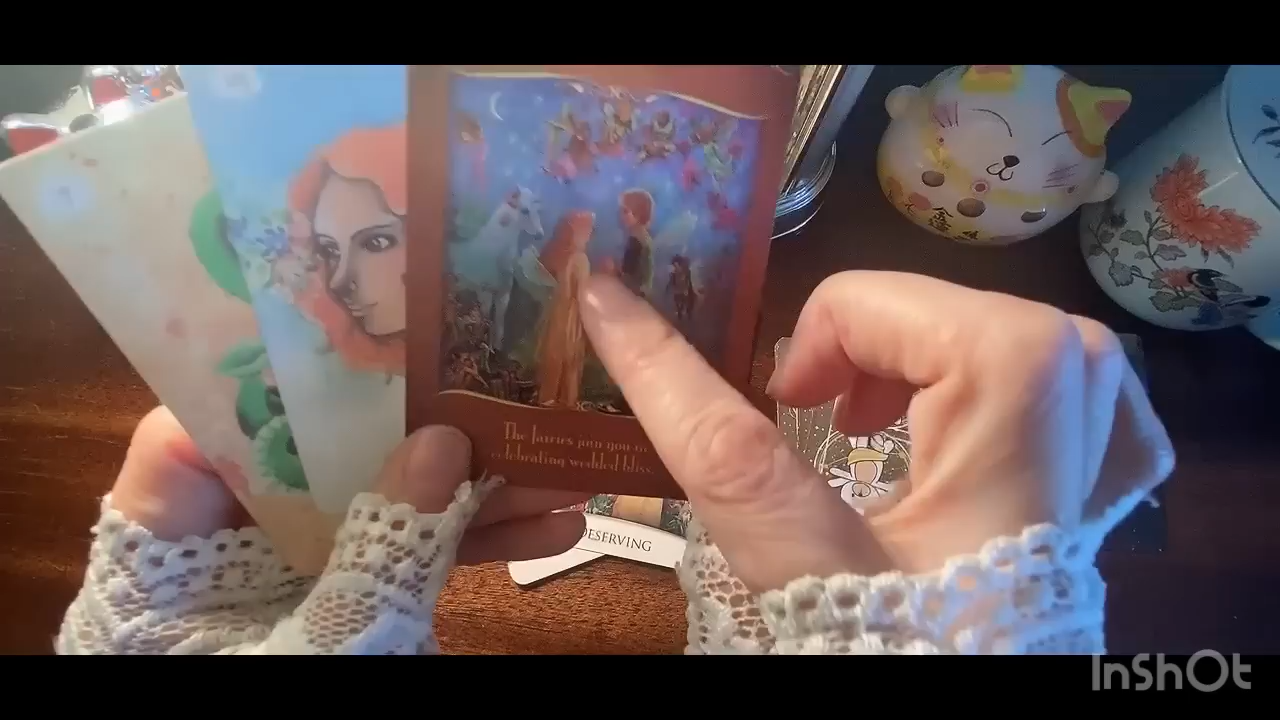 The fairies join you in
celebrating wedded bliss.
DESERVING
InShOt